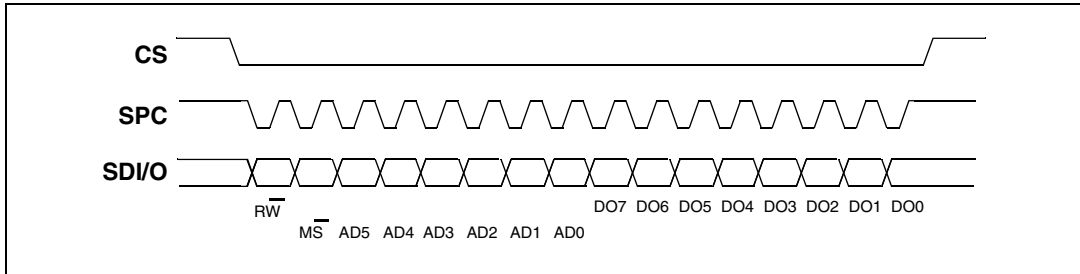 CS
SPC
SDI/O
RW̅ DO7 DO6 DO5 DO4 DO3 DO2 DO1 DO0
MS̅ AD5 AD4 AD3 AD2 AD1 AD0